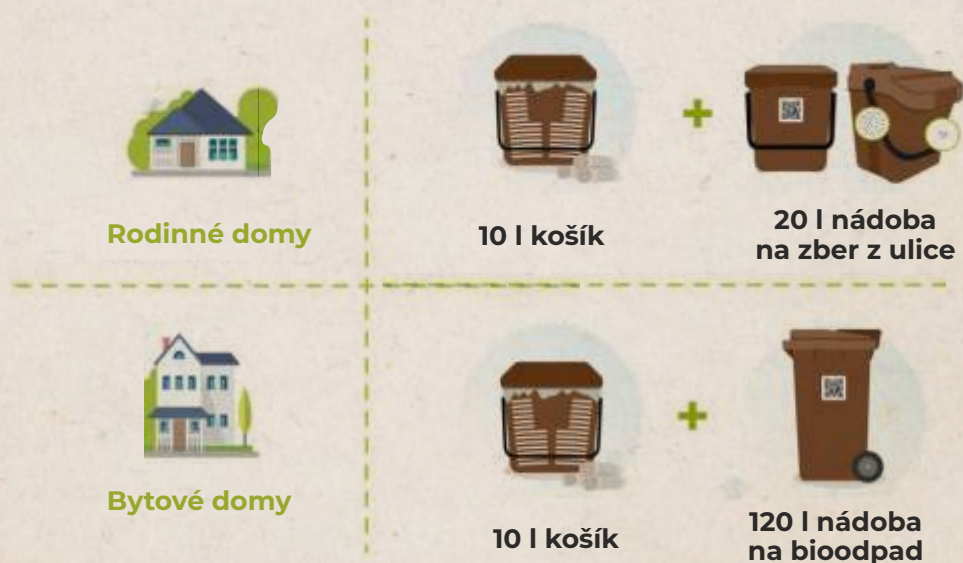 Rodinné domy
10 l košík
20 l nádoba
na zber z ulice
Bytové domy
10 l košík
120 l nádoba
na bioodpad